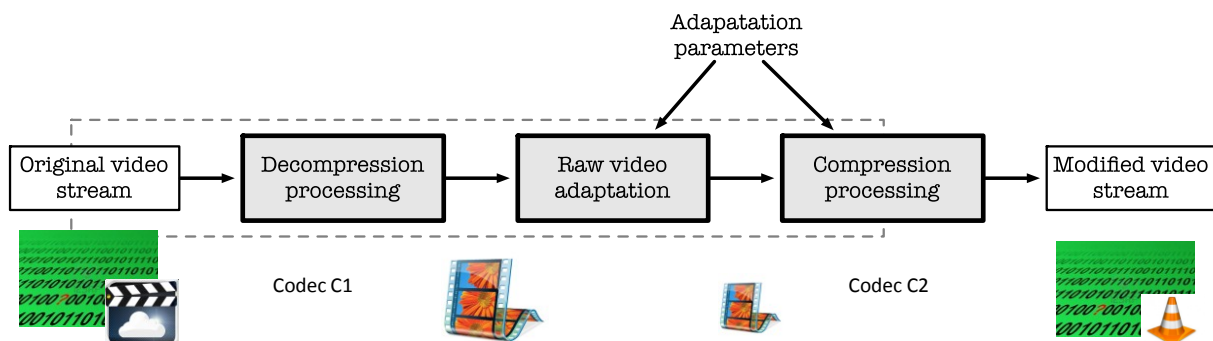 Adapatation
parameters
Original video
stream
Decompression
processing
Raw video
adaptation
Compression
processing
Modified video
stream
Codec C1
Codec C2